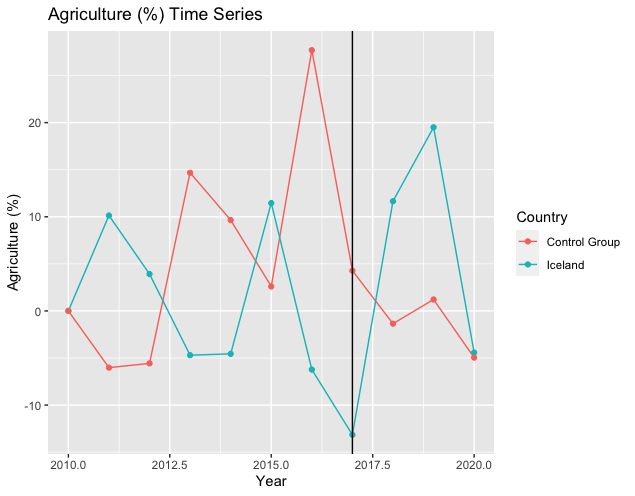 Agriculture (%) Time Series
Agriculture (%)
20
10
0
-10
2010.0 2012.5 2015.0 2017.5 2020.0
Year
Country
Control Group
Iceland